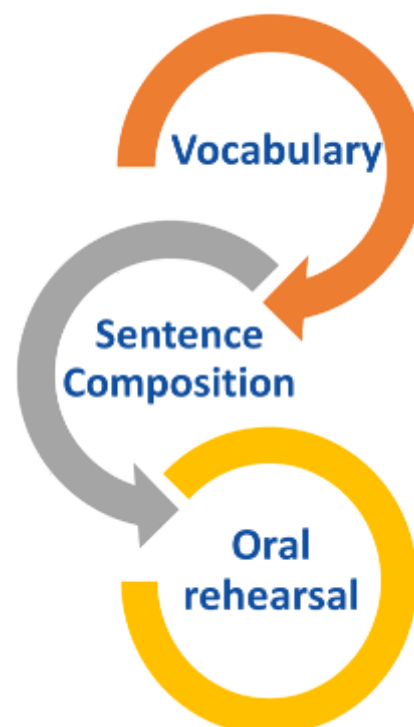 Vocabulary
Sentence
Composition
Oral
rehearsal